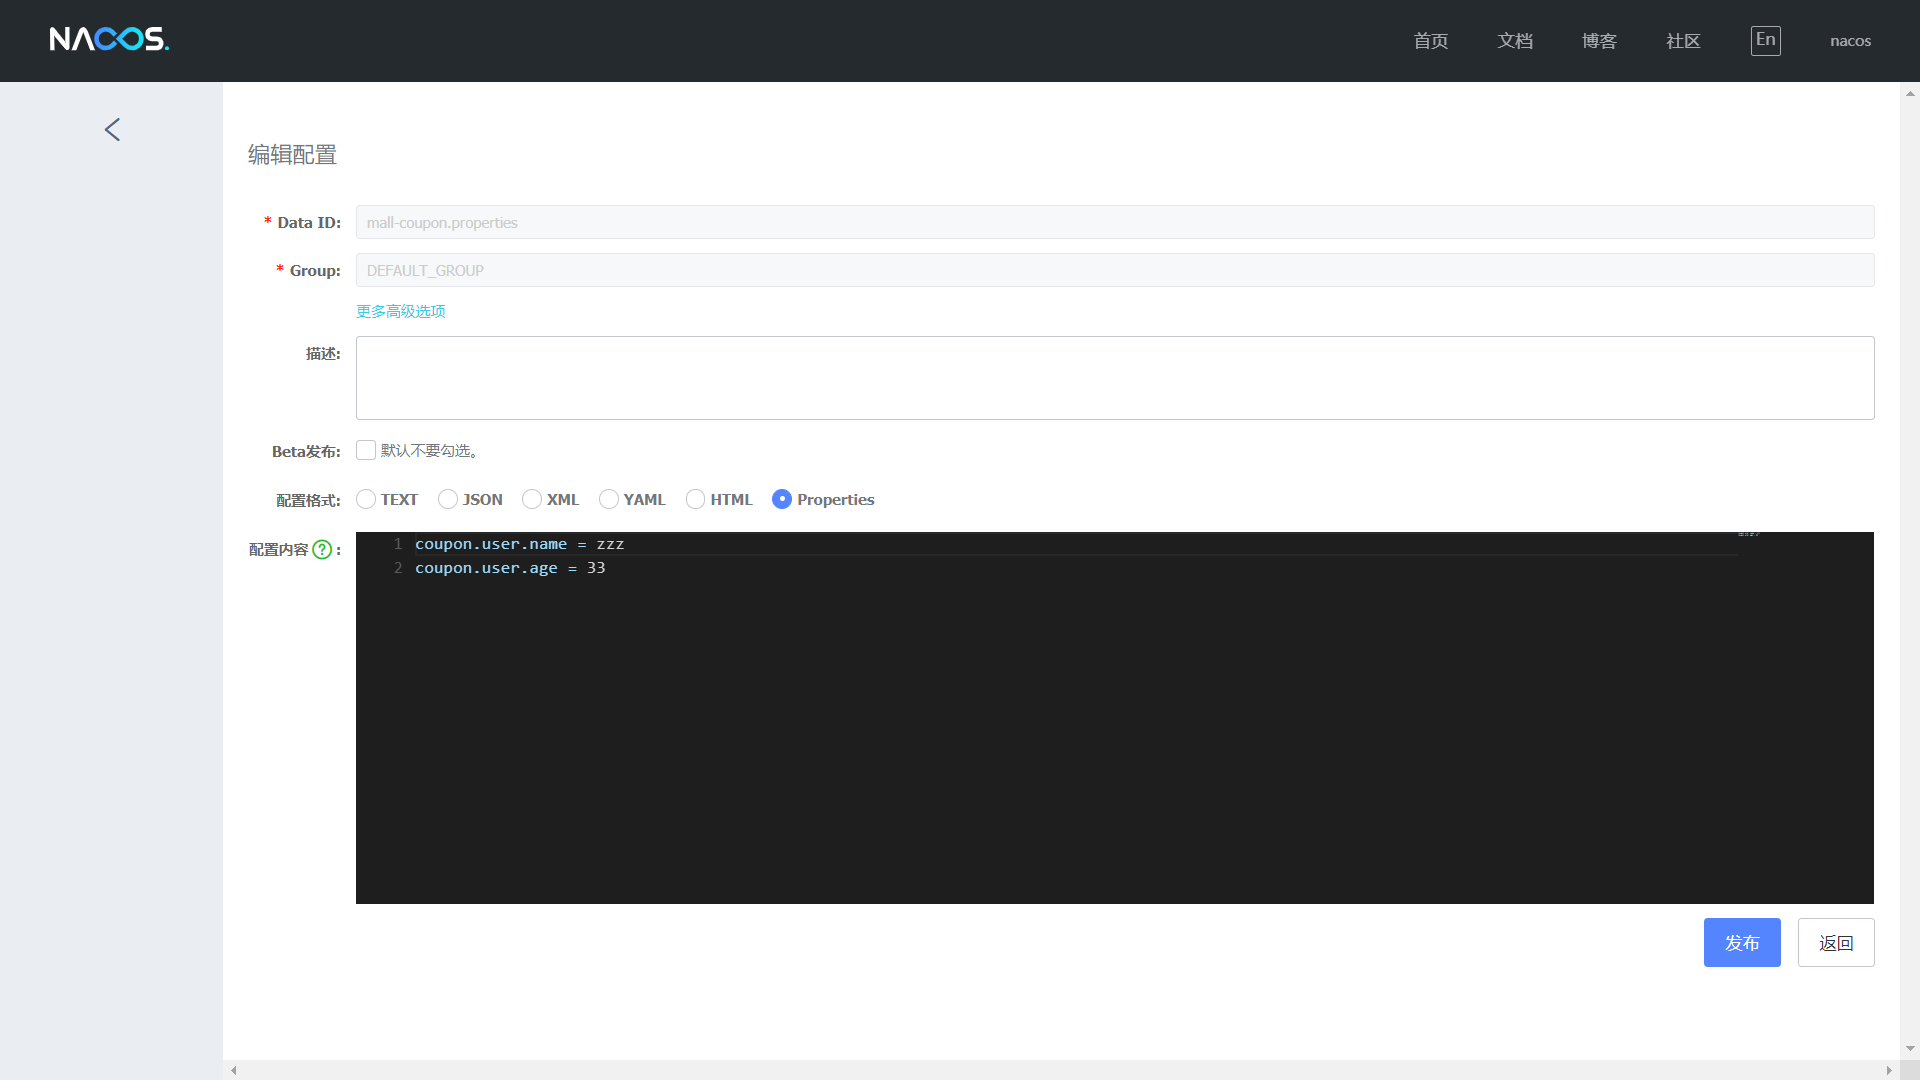 NACOS.
首页 文档 博客 社区 En nacos
编辑配置
* Data ID: mall-coupon.properties
* Group: DEFAULT_GROUP
更多高级选项
描述:
Beta发布: 默认不要勾选。
配置格式: TEXT JSON XML YAML HTML Properties
配置内容 ? :
1 coupon.user.name = zzz
2 coupon.user.age = 33
发布 返回